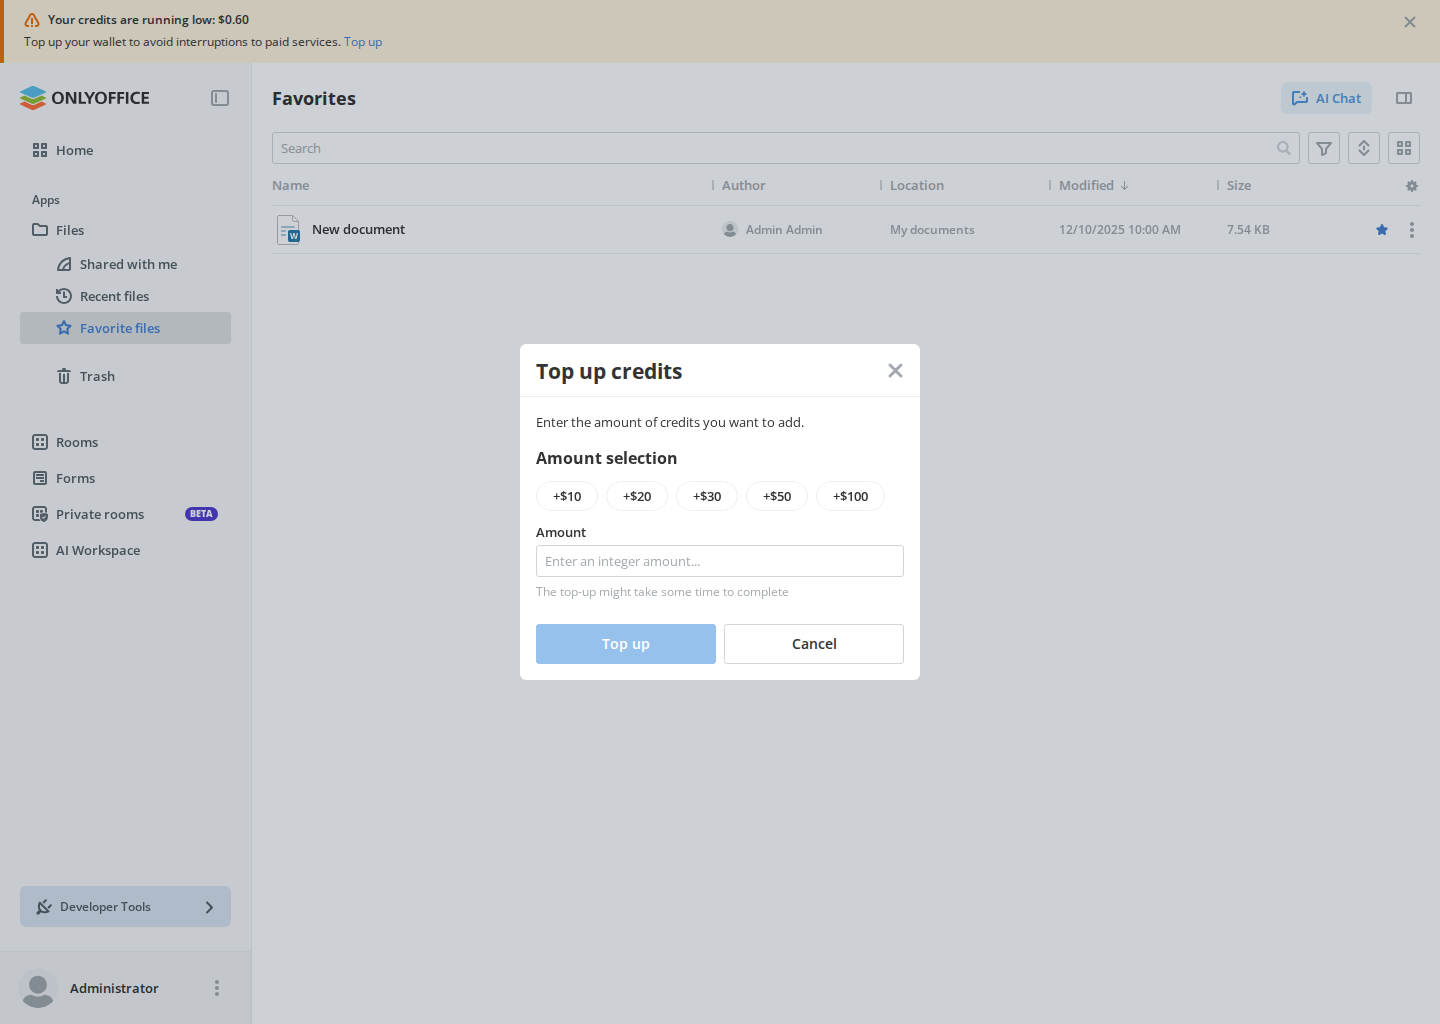 Your credits are running low: $0.60
Top up your wallet to avoid interruptions to paid services. Top up
ONLYOFFICE
Home
Apps
Files
Shared with me
Recent files
Favorite files
Trash
Rooms
Forms
Private rooms BETA
AI Workspace
Developer Tools
Administrator
Favorites
AI Chat
Search
Name Author Location Modified Size
W New document Admin Admin My documents 12/10/2025 10:00 AM 7.54 KB
Top up credits
Enter the amount of credits you want to add.
Amount selection
+$10 +$20 +$30 +$50 +$100
Amount
Enter an integer amount...
The top-up might take some time to complete
Top up Cancel